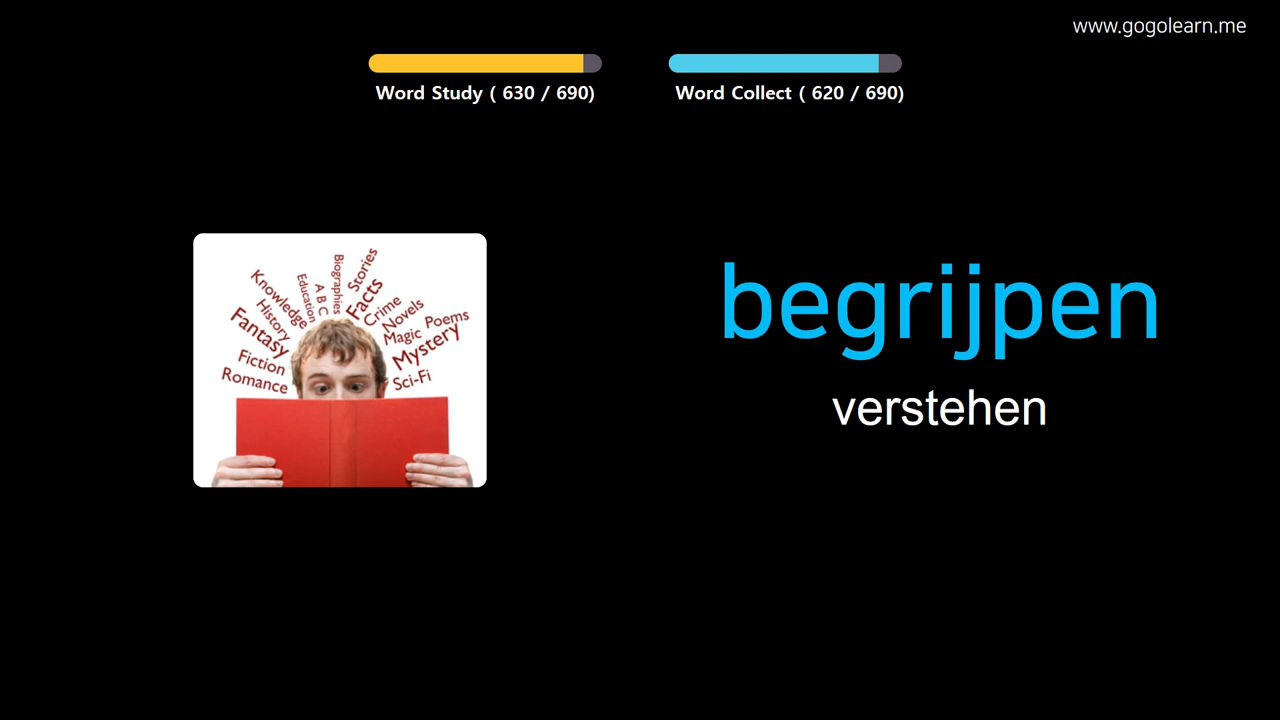 www.gogolearn.me
Word Study ( 630 / 690)
Word Collect ( 620 / 690)
Stories
Biographies
Facts
Education
A B C
Knowledge
Crime
History
Novels
Fantasy
Magic
Poems
Mystery
Fiction
Romance
Sci-Fi
begrijpen
verstehen